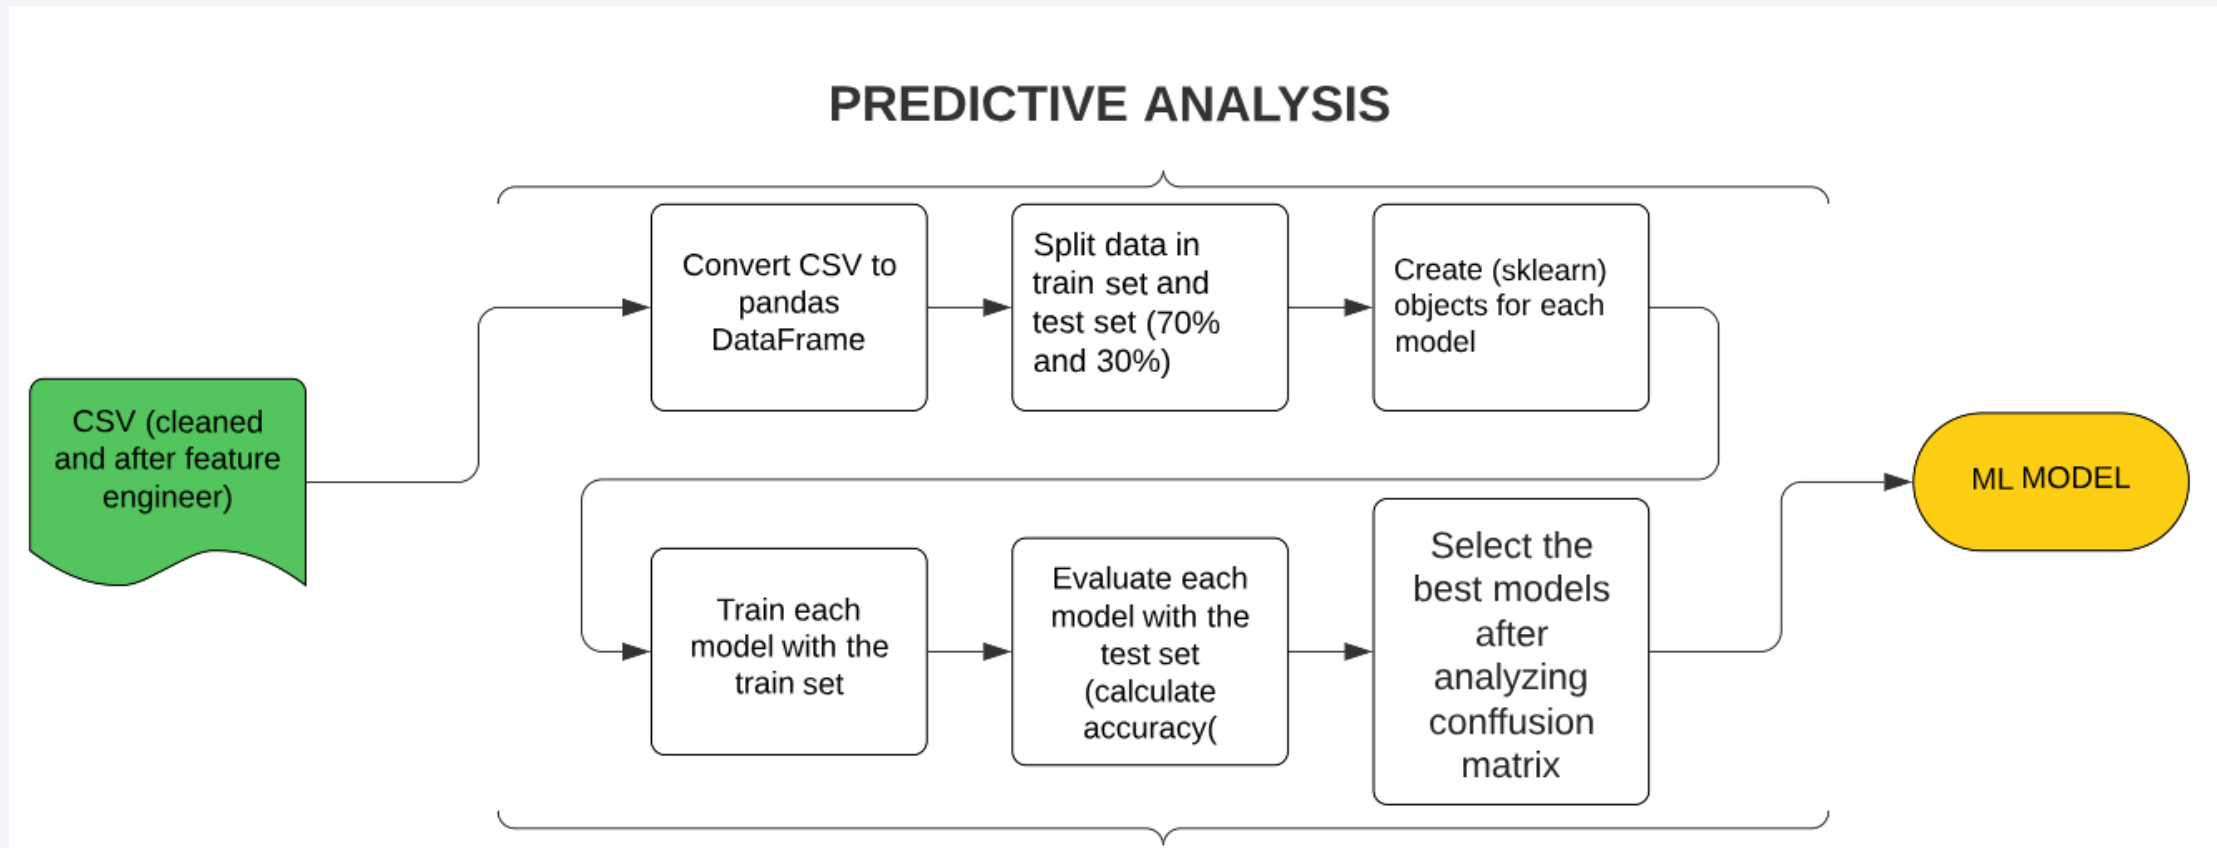 PREDICTIVE ANALYSIS
CSV (cleaned
and after feature
engineer)
Convert CSV to
pandas
DataFrame
Split data in
train set and
test set (70%
and 30%)
Create (sklearn)
objects for each
model
Train each
model with the
train set
Evaluate each
model with the
test set
(calculate
accuracy(
Select the
best models
after
analyzing
conffusion
matrix
ML MODEL